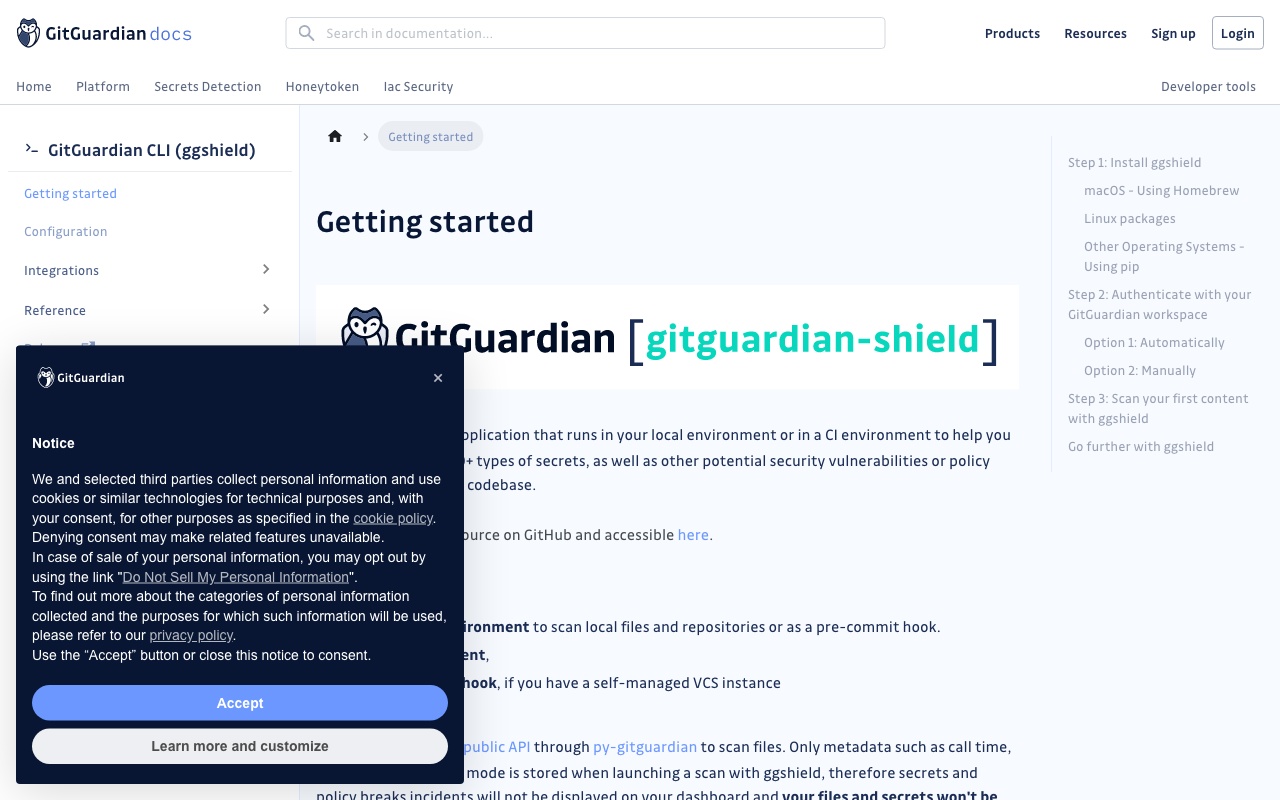 GitGuardian docs
Search in documentation...
Products
Resources
Sign up
Login
Home
Platform
Secrets Detection
Honeytoken
Iac Security
Developer tools
GitGuardian CLI (ggshield)
Getting started
Configuration
Integrations
Reference
Getting started
Getting started
GitGuardian [gitguardian-shield]
application that runs in your local environment or in a CI environment to help you
types of secrets, as well as other potential security vulnerabilities or policy
codebase.
on GitHub and accessible here.
to scan local files and repositories or as a pre-commit hook.
hook, if you have a self-managed VCS instance
public API through py-gitguardian to scan files. Only metadata such as call time,
mode is stored when launching a scan with ggshield, therefore secrets and
policy breaks incidents will not be displayed on your dashboard and your files and secrets won't be
Step 1: Install ggshield
macOS - Using Homebrew
Linux packages
Other Operating Systems -
Using pip
Step 2: Authenticate with your
GitGuardian workspace
Option 1: Automatically
Option 2: Manually
Step 3: Scan your first content
with ggshield
Go further with ggshield
GitGuardian
×
Notice
We and selected third parties collect personal information and use
cookies or similar technologies for technical purposes and, with
your consent, for other purposes as specified in the cookie policy.
Denying consent may make related features unavailable.
In case of sale of your personal information, you may opt out by
using the link "Do Not Sell My Personal Information".
To find out more about the categories of personal information
collected and the purposes for which such information will be used,
please refer to our privacy policy.
Use the “Accept” button or close this notice to consent.
Accept
Learn more and customize